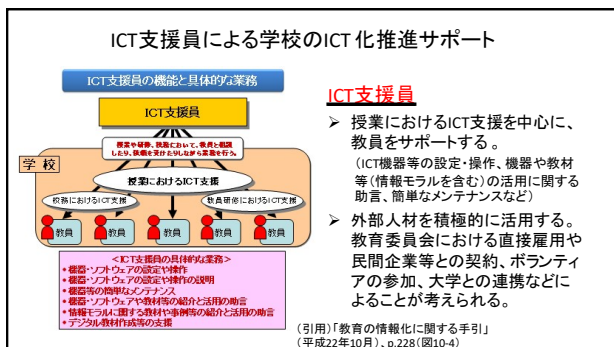 ICT支援員による学校のICT化推進サポート
ICT支援員の機能と具体的な業務
ICT支援員
授業や研修、校務において、教員と相談
したり、依頼を受けたりしながら業務を行う。
学校
授業におけるICT支援
校務におけるICT支援
教員研修におけるICT支援
教員
教員
教員
教員
教員
＜ICT支援員の具体的な業務＞
●機器・ソフトウェアの設定や操作
●機器・ソフトウェアの設定や操作の説明
●機器等の簡単なメンテナンス
●機器・ソフトウェアや教材等の紹介と活用の助言
●情報モラルに関する教材や事例等の紹介と活用の助言
●デジタル教材作成等の支援
ICT支援員
➢ 授業におけるICT支援を中心に、
教員をサポートする。
（ICT機器等の設定・操作、機器や教材
等（情報モラルを含む）の活用に関する
助言、簡単なメンテナンスなど）
➢ 外部人材を積極的に活用する。
教育委員会における直接雇用や
民間企業等との契約、ボランティ
アの参加、大学との連携などに
よることが考えられる。
（引用）「教育の情報化に関する手引」
（平成22年10月）、p.228（図10-4）